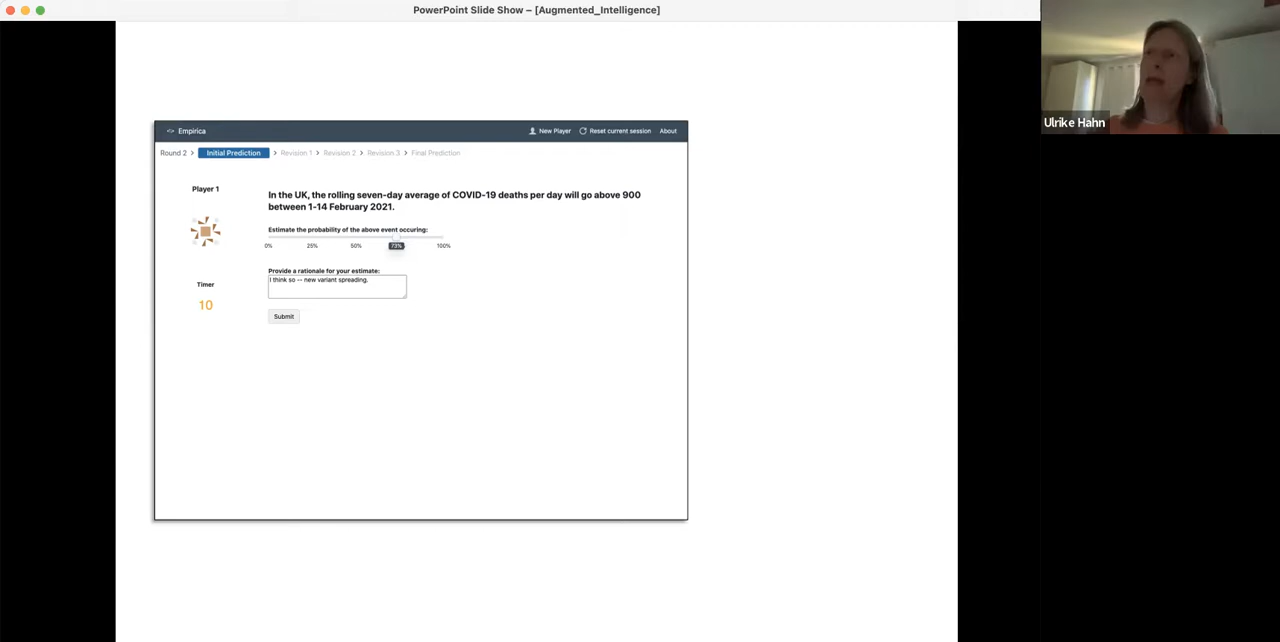 PowerPoint Slide Show – [Augmented_Intelligence]
Ulrike Hahn
<> Empirica
New Player Reset current session About
Round 2 > Initial Prediction > Revision 1 > Revision 2 > Revision 3 > Final Prediction
Player 1
In the UK, the rolling seven-day average of COVID-19 deaths per day will go above 900
between 1-14 February 2021.
Estimate the probability of the above event occuring:
0% 25% 50% 73% 100%
Provide a rationale for your estimate:
I think so -- new variant spreading.
Timer
10
Submit